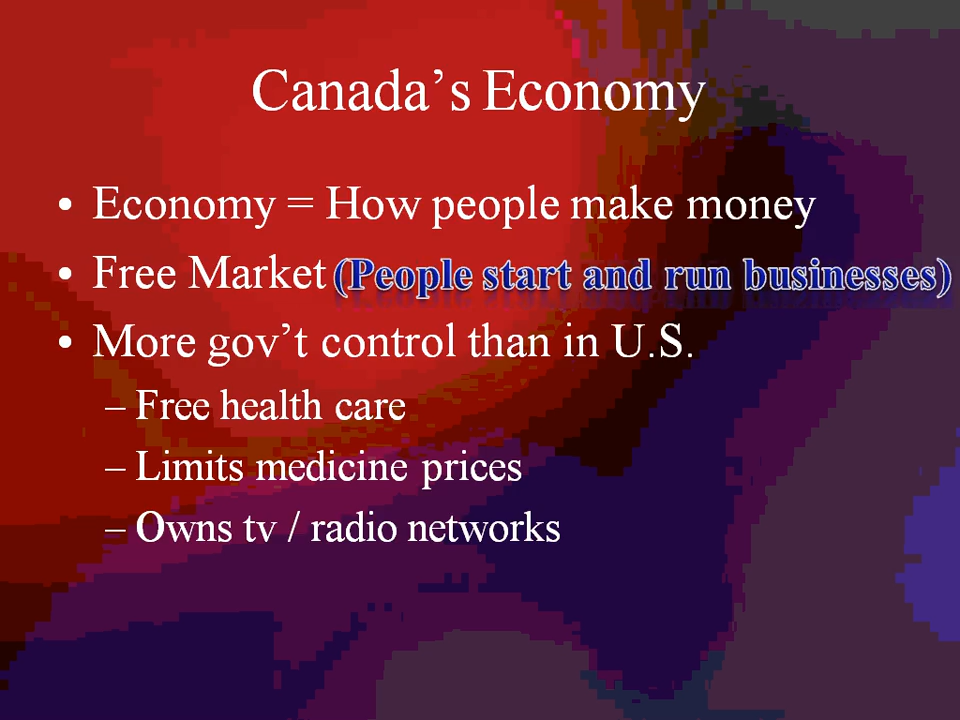 Canada’s Economy
• Economy = How people make money
• Free Market (People start and run businesses)
• More gov’t control than in U.S.
– Free health care
– Limits medicine prices
– Owns tv / radio networks